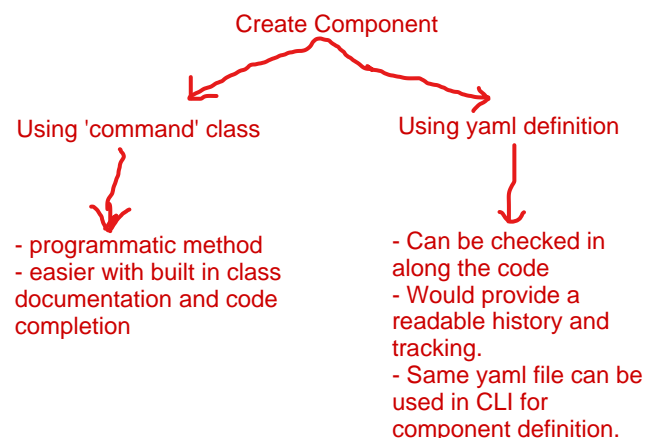 Create Component
Using 'command' class
Using yaml definition
- programmatic method
- easier with built in class
documentation and code
completion
- Can be checked in
along the code
- Would provide a
readable history and
tracking.
- Same yaml file can be
used in CLI for
component definition.